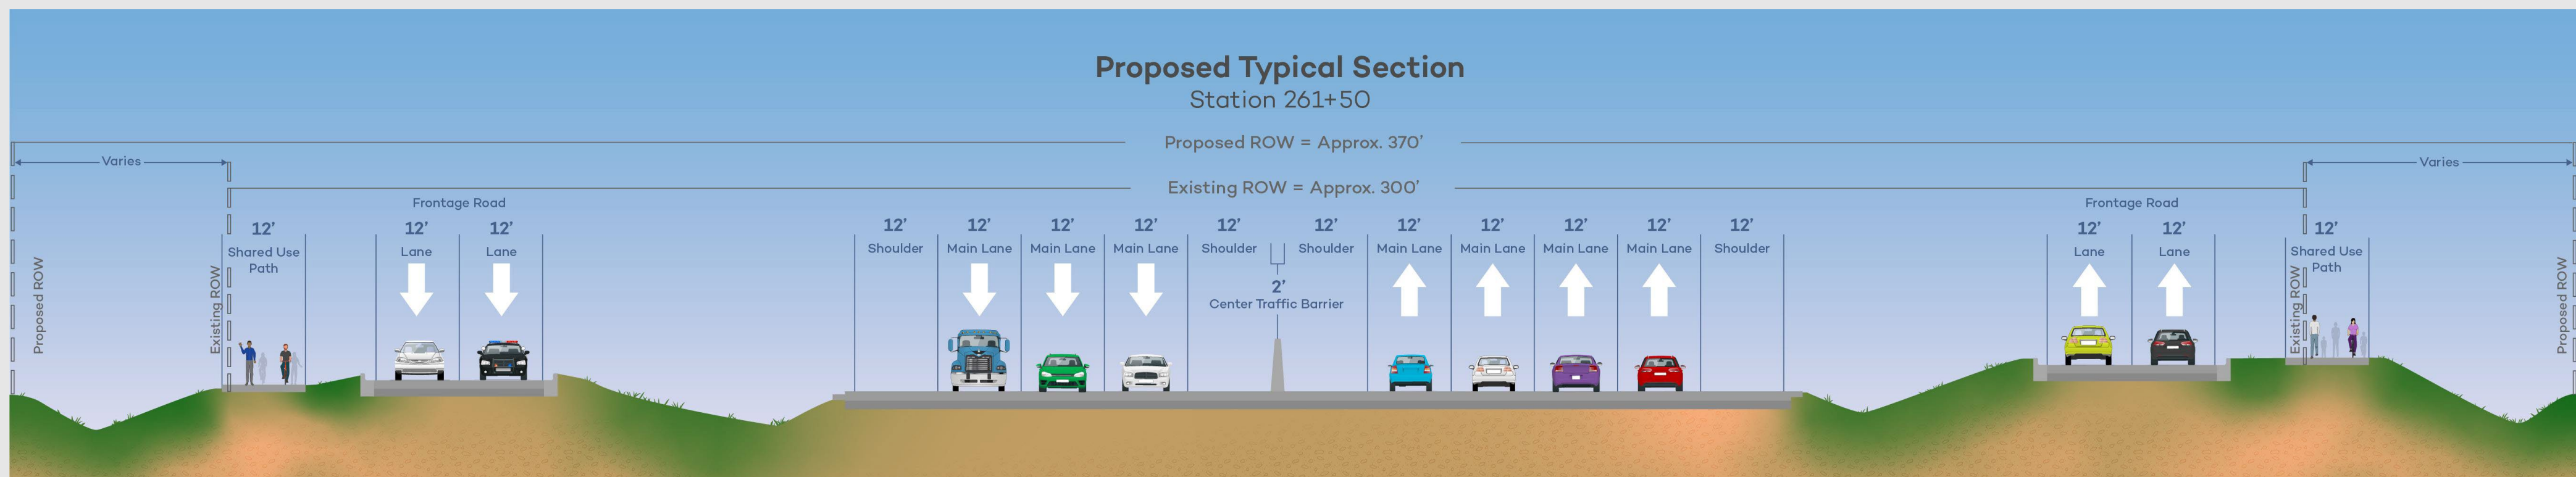 Proposed Typical Section
Station 261+50
Proposed ROW = Approx. 370'
Varies
Varies
Existing ROW = Approx. 300'
Frontage Road
Frontage Road
12' 12' 12' 12' 12' 12' 12' 12' 12' 12' 12' 12' 12' 12' 12' 12' 12'
Shared Use Path
Lane
Lane
Shoulder
Main Lane
Main Lane
Main Lane
Shoulder
Shoulder
Main Lane
Main Lane
Main Lane
Main Lane
Shoulder
Lane
Lane
Shared Use Path
2'
Center Traffic Barrier
Proposed ROW
Existing ROW
Existing ROW
Proposed ROW